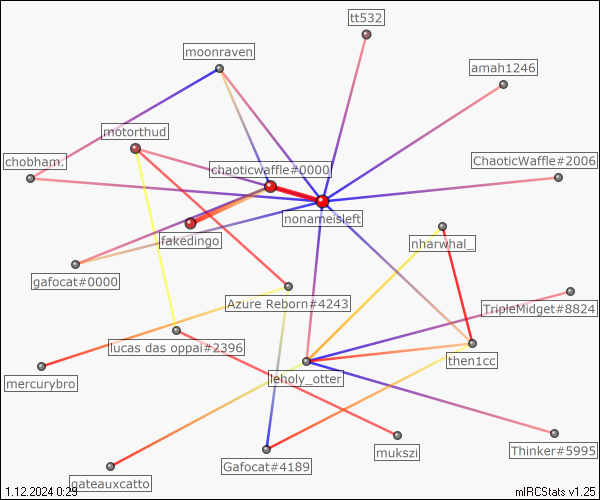 tt532
moonraven
amah1246
motorthud
chobham.
chaoticwaffle#0000
ChaoticWaffle#2006
nonameisleft
fakedingo
nharwhal_
gafocat#0000
Azure Reborn#4243
TripleMidget#8824
lucas das oppai#2396
then1cc
mercurybro
leholy_otter
mukszi
Thinker#5995
Gafocat#4189
gateauxcatto
1.12.2024 0:29
mIRCStats v1.25